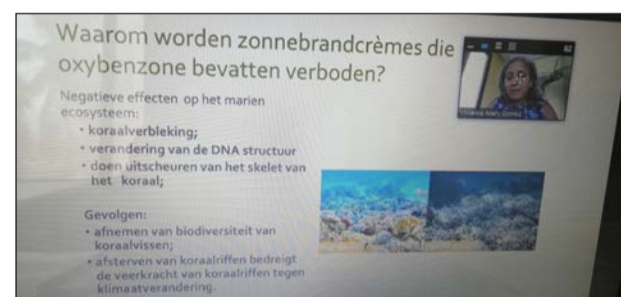 Waarom worden zonnebrandcrèmes die
oxybenzone bevatten verboden?
Negatieve effecten op het marien
ecosysteem:
• koraalverbleking;
• verandering van de DNA structuur
• doen uitscheuren van het skelet van
het koraal;
Gevolgen:
• afnemen van biodiversiteit van
koraalvissen;
• afsterven van koraalriffen bedreigt
de veerkracht van koraalriffen tegen
klimaatverandering.